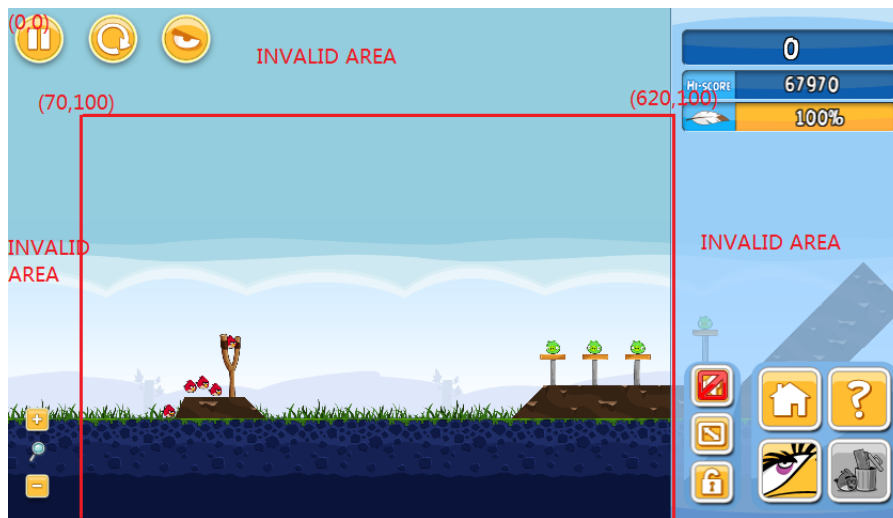 (0,0)
INVALID AREA
0
(70,100)
(620,100)
HI-SCORE
67970
100%
INVALID
AREA
INVALID AREA
?